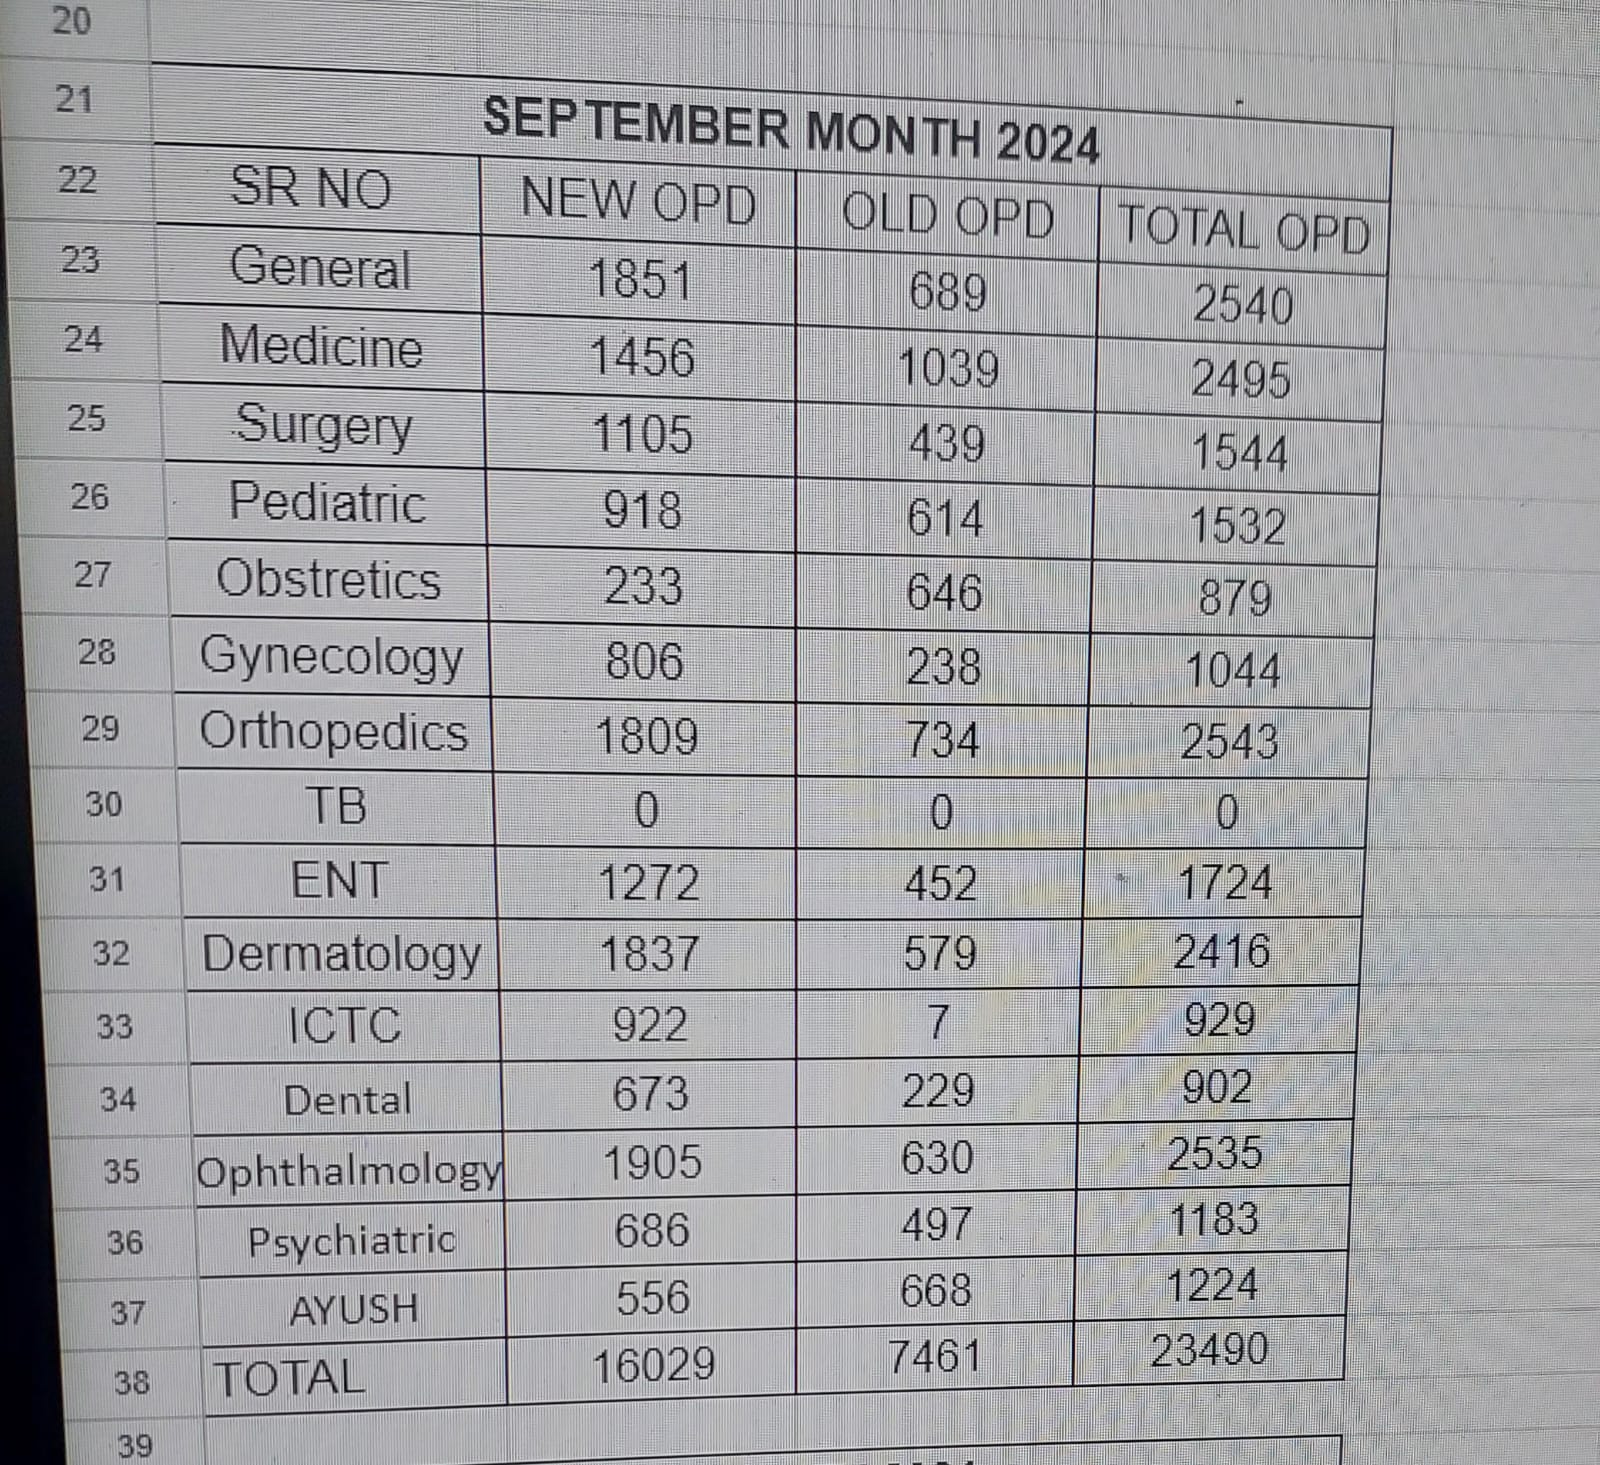 20
21 SEPTEMBER MONTH 2024
22 SR NO NEW OPD OLD OPD TOTAL OPD
23 General 1851 689 2540
24 Medicine 1456 1039 2495
25 Surgery 1105 439 1544
26 Pediatric 918 614 1532
27 Obstretics 233 646 879
28 Gynecology 806 238 1044
29 Orthopedics 1809 734 2543
30 TB 0 0 0
31 ENT 1272 452 1724
32 Dermatology 1837 579 2416
33 ICTC 922 7 929
34 Dental 673 229 902
35 Ophthalmology 1905 630 2535
36 Psychiatric 686 497 1183
37 AYUSH 556 668 1224
38 TOTAL 16029 7461 23490
39